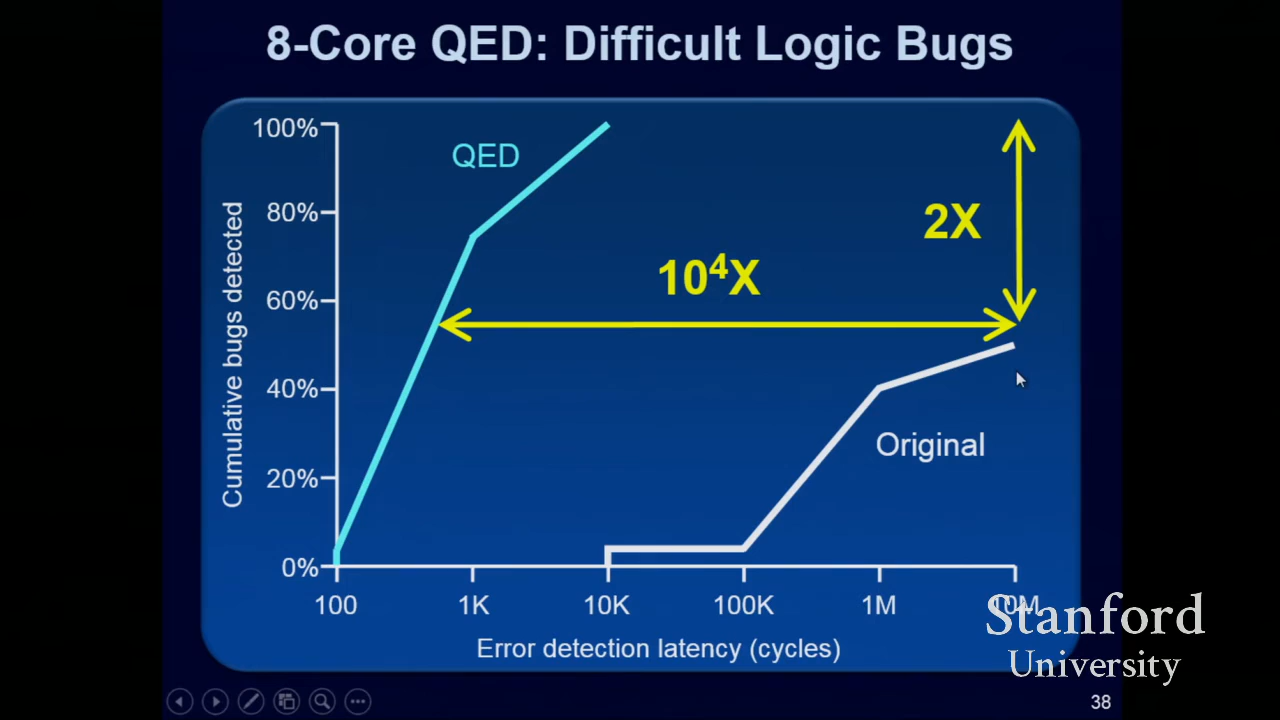 8-Core QED: Difficult Logic Bugs
100%
80%
60%
40%
20%
0%
Cumulative bugs detected
QED
2X
10⁴X
Original
100
1K
10K
100K
1M
10M
Error detection latency (cycles)
Stanford
University
38